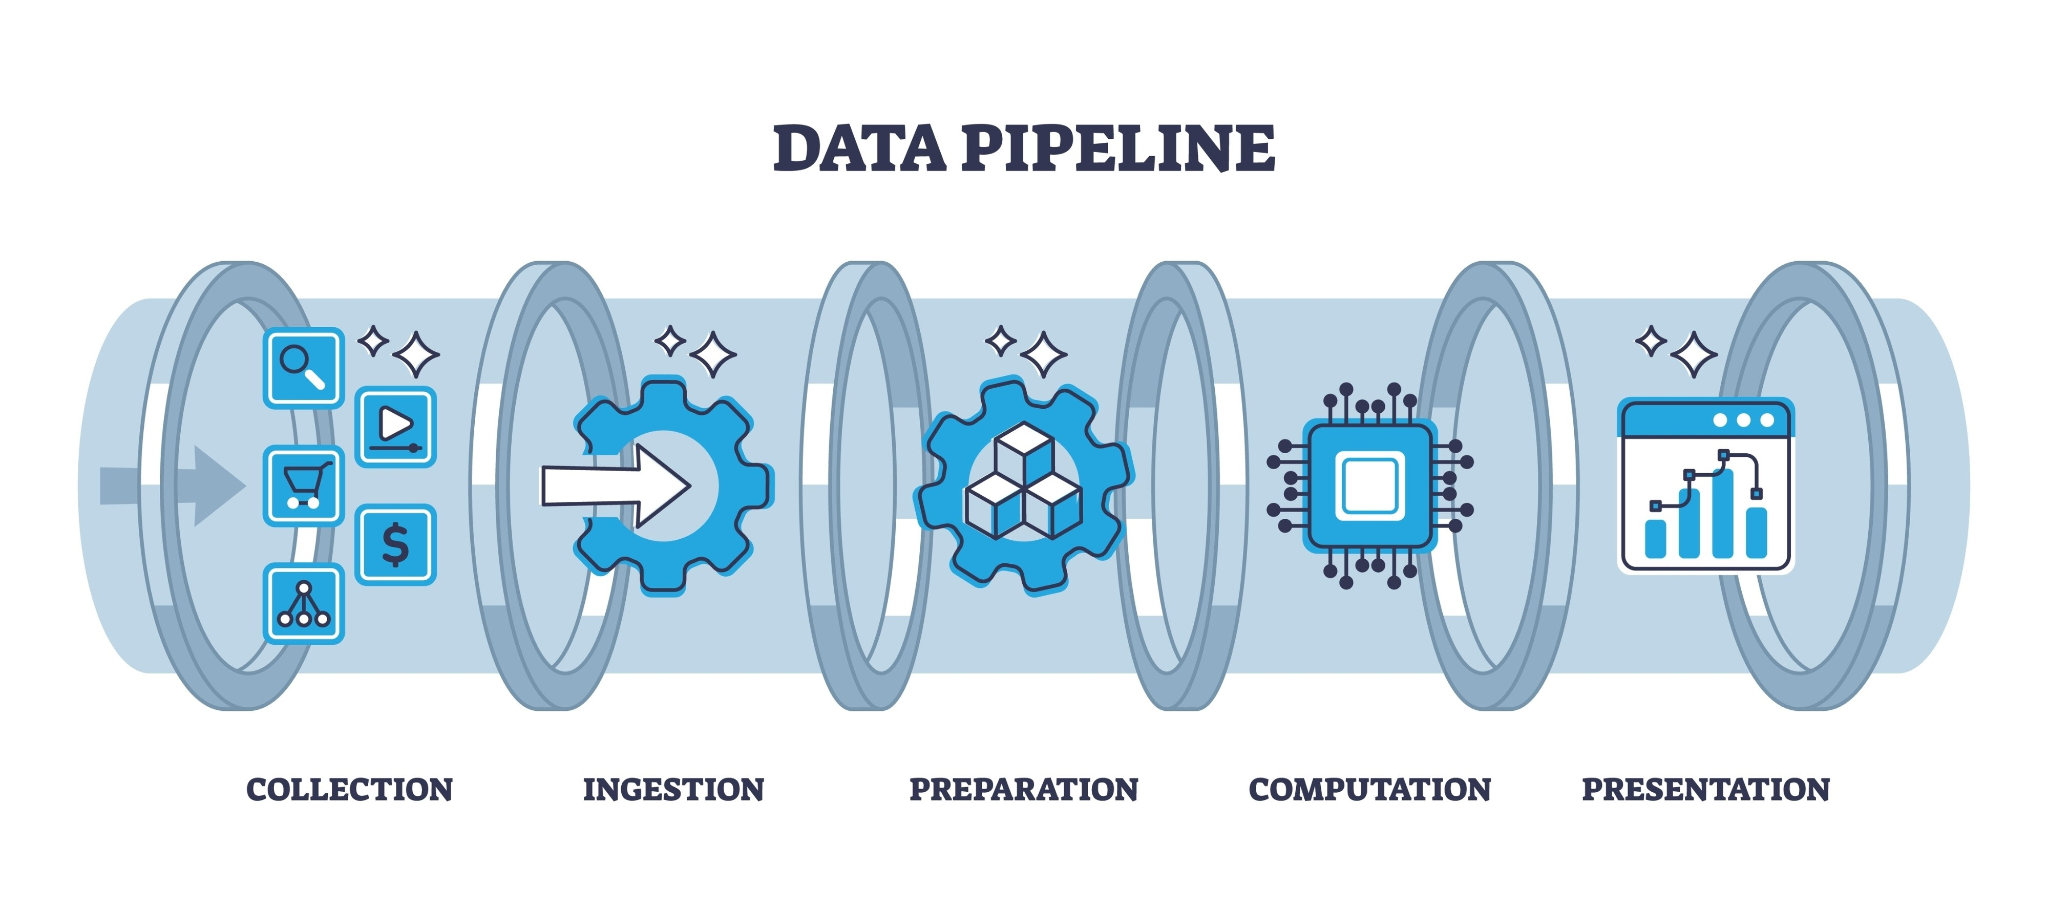 DATA PIPELINE
$
COLLECTION
INGESTION
PREPARATION
COMPUTATION
PRESENTATION